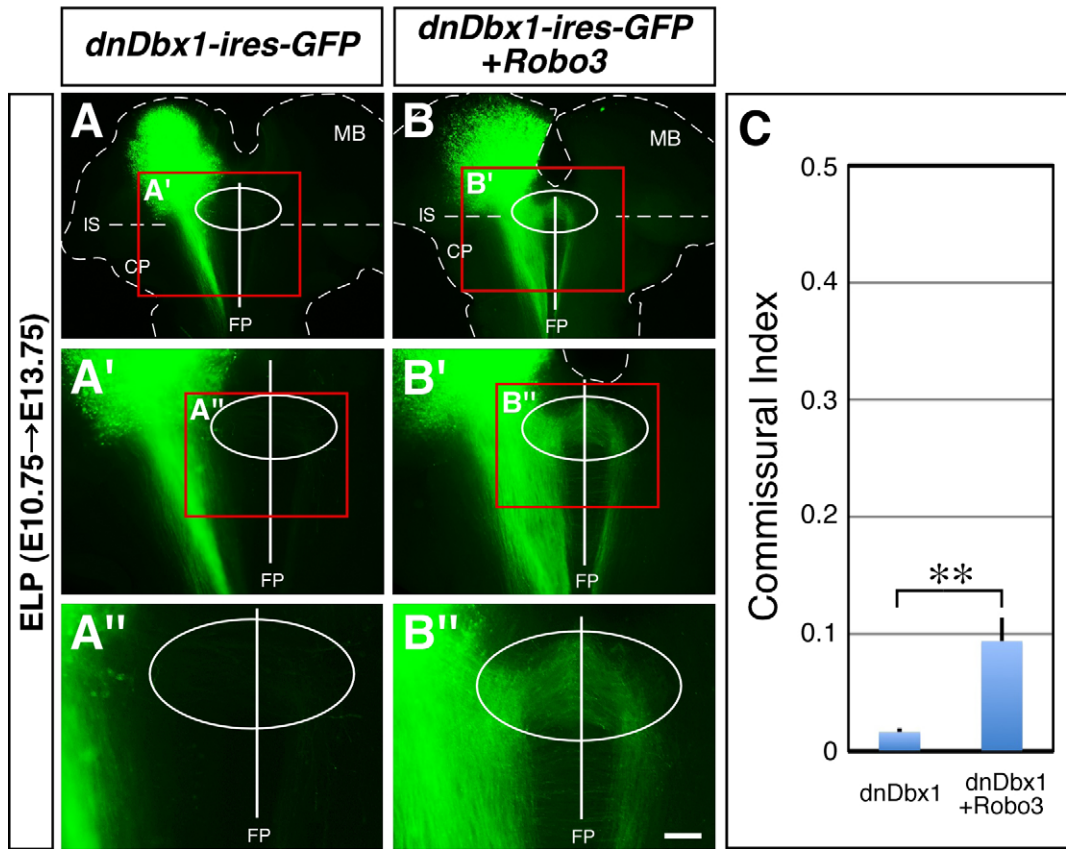 dnDbx1-ires-GFP
dnDbx1-ires-GFP
+Robo3
ELP (E10.75→E13.75)
A
MB
A'
IS
CP
FP
B
MB
B'
IS
CP
FP
A'
A''
FP
B'
B''
FP
A''
FP
B''
FP
C
Commissural Index
0.5
0.4
0.3
0.2
0.1
0
**
dnDbx1
dnDbx1
+Robo3